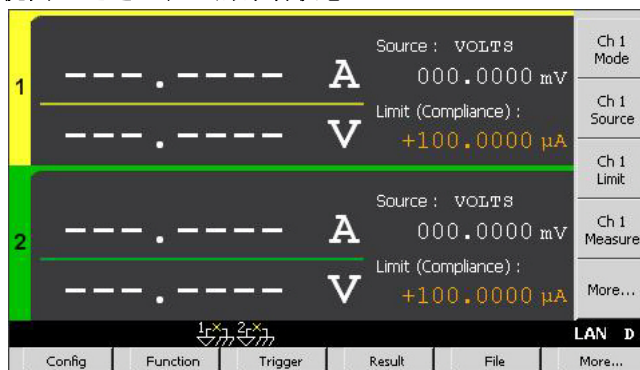 1
---.---- A
---.---- V
Source : VOLTS
000.0000 mV
Limit (Compliance) :
+100.0000 µA
2
---.---- A
---.---- V
Source : VOLTS
000.0000 mV
Limit (Compliance) :
+100.0000 µA
Ch 1
Mode
Ch 1
Source
Ch 1
Limit
Ch 1
Measure
More...
1 2
LAN D
Config Function Trigger Result File More...